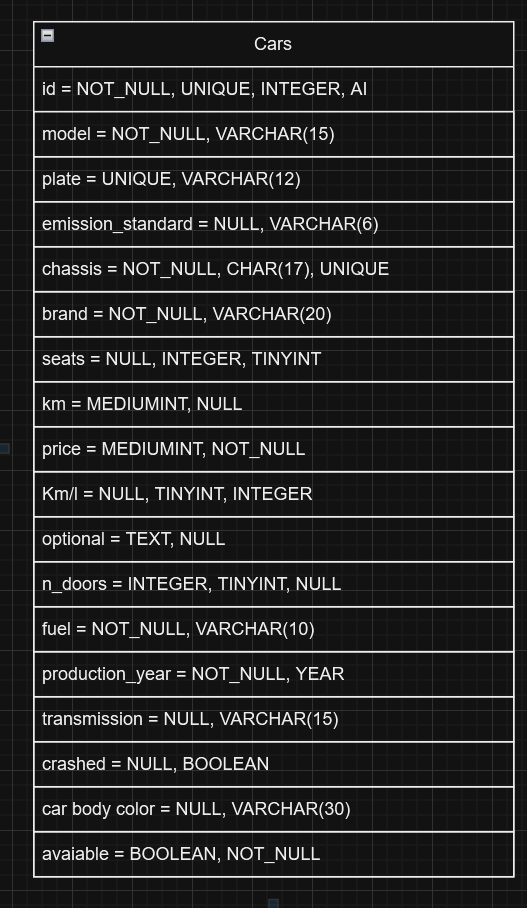 Cars
id = NOT_NULL, UNIQUE, INTEGER, AI
model = NOT_NULL, VARCHAR(15)
plate = UNIQUE, VARCHAR(12)
emission_standard = NULL, VARCHAR(6)
chassis = NOT_NULL, CHAR(17), UNIQUE
brand = NOT_NULL, VARCHAR(20)
seats = NULL, INTEGER, TINYINT
km = MEDIUMINT, NULL
price = MEDIUMINT, NOT_NULL
Km/l = NULL, TINYINT, INTEGER
optional = TEXT, NULL
n_doors = INTEGER, TINYINT, NULL
fuel = NOT_NULL, VARCHAR(10)
production_year = NOT_NULL, YEAR
transmission = NULL, VARCHAR(15)
crashed = NULL, BOOLEAN
car body color = NULL, VARCHAR(30)
avaiable = BOOLEAN, NOT_NULL